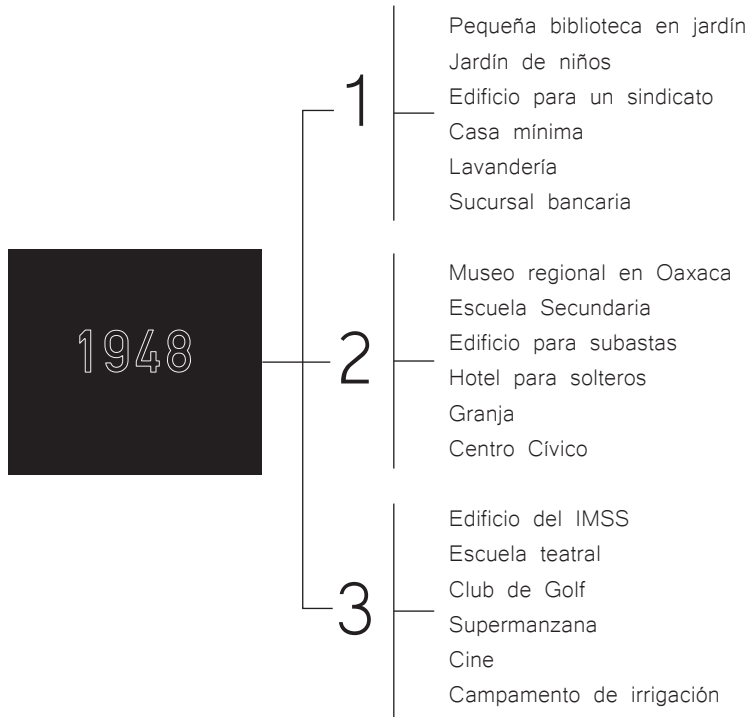 1948
1
Pequeña biblioteca en jardín
Jardín de niños
Edificio para un sindicato
Casa mínima
Lavandería
Sucursal bancaria
2
Museo regional en Oaxaca
Escuela Secundaria
Edificio para subastas
Hotel para solteros
Granja
Centro Cívico
3
Edificio del IMSS
Escuela teatral
Club de Golf
Supermanzana
Cine
Campamento de irrigación